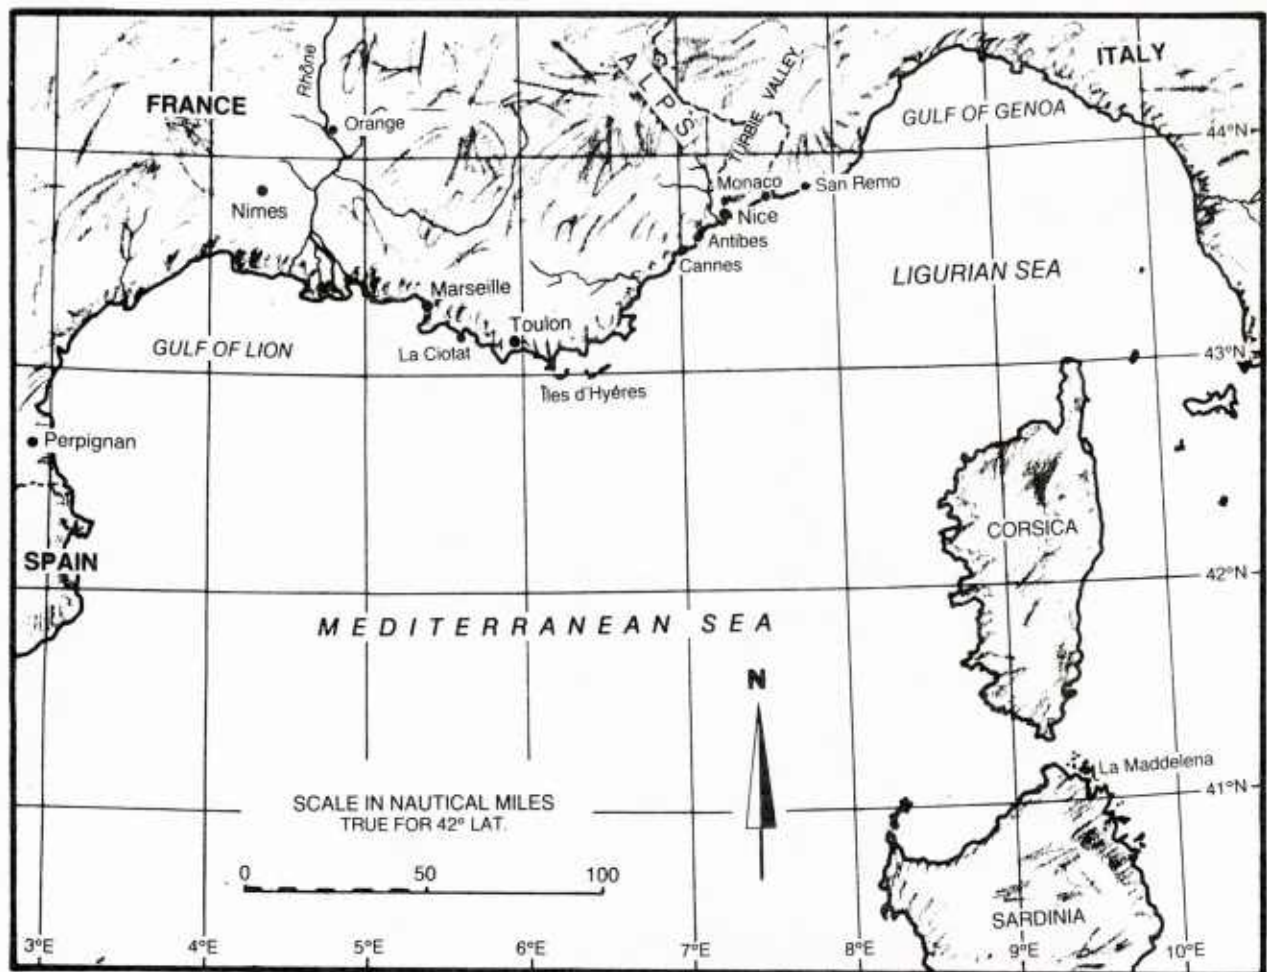 ITALY
Rhône
ALPS
TURBIE VALLEY
FRANCE
GULF OF GENOA
Orange
44°N
Monaco
San Remo
Nimes
Nice
Antibes
Cannes
LIGURIAN SEA
Marseille
Toulon
GULF OF LION
La Ciotat
43°N
Îles d'Hyéres
Perpignan
CORSICA
SPAIN
42°N
MEDITERRANEAN SEA
N
La Maddelena
41°N
SCALE IN NAUTICAL MILES
TRUE FOR 42° LAT.
0 50 100
SARDINIA
3°E 4°E 5°E 6°E 7°E 8°E 9°E 10°E